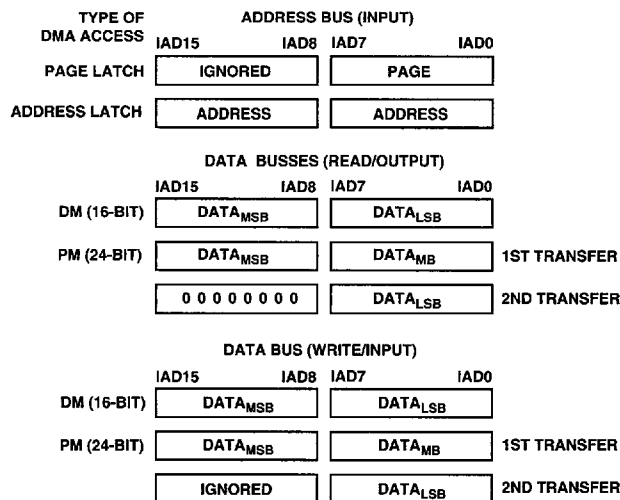 TYPE OF DMA ACCESS
ADDRESS BUS (INPUT)
IAD15 IAD8 IAD7 IAD0
PAGE LATCH IGNORED PAGE
ADDRESS LATCH ADDRESS ADDRESS
DATA BUSSES (READ/OUTPUT)
IAD15 IAD8 IAD7 IAD0
DM (16-BIT) DATAMSB DATALSB
PM (24-BIT) DATAMSB DATAMB 1ST TRANSFER
0 0 0 0 0 0 0 0 DATALSB 2ND TRANSFER
DATA BUS (WRITE/INPUT)
IAD15 IAD8 IAD7 IAD0
DM (16-BIT) DATAMSB DATALSB
PM (24-BIT) DATAMSB DATAMB 1ST TRANSFER
IGNORED DATALSB 2ND TRANSFER